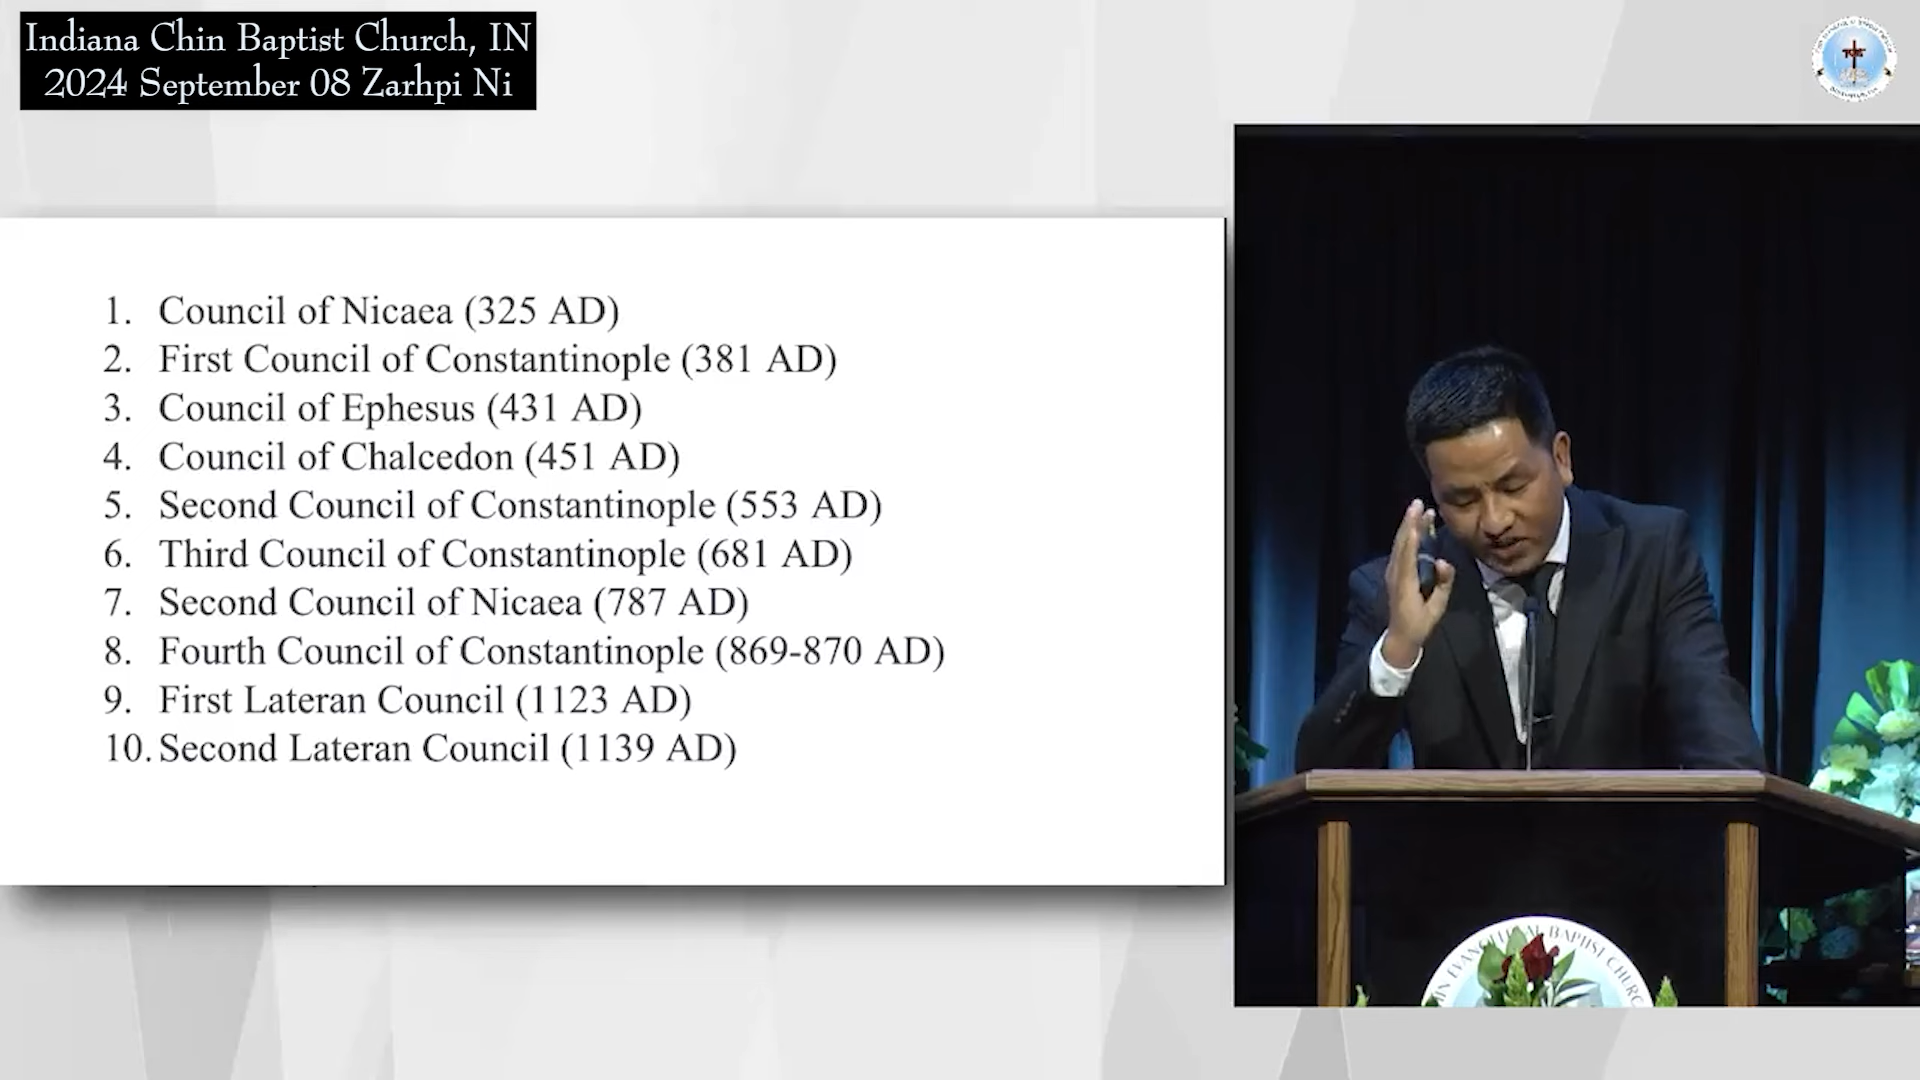 Indiana Chin Baptist Church, IN
2024 September 08 Zarhpi Ni
1. Council of Nicaea (325 AD)
2. First Council of Constantinople (381 AD)
3. Council of Ephesus (431 AD)
4. Council of Chalcedon (451 AD)
5. Second Council of Constantinople (553 AD)
6. Third Council of Constantinople (681 AD)
7. Second Council of Nicaea (787 AD)
8. Fourth Council of Constantinople (869-870 AD)
9. First Lateran Council (1123 AD)
10. Second Lateran Council (1139 AD)
BAPTIST CHURC